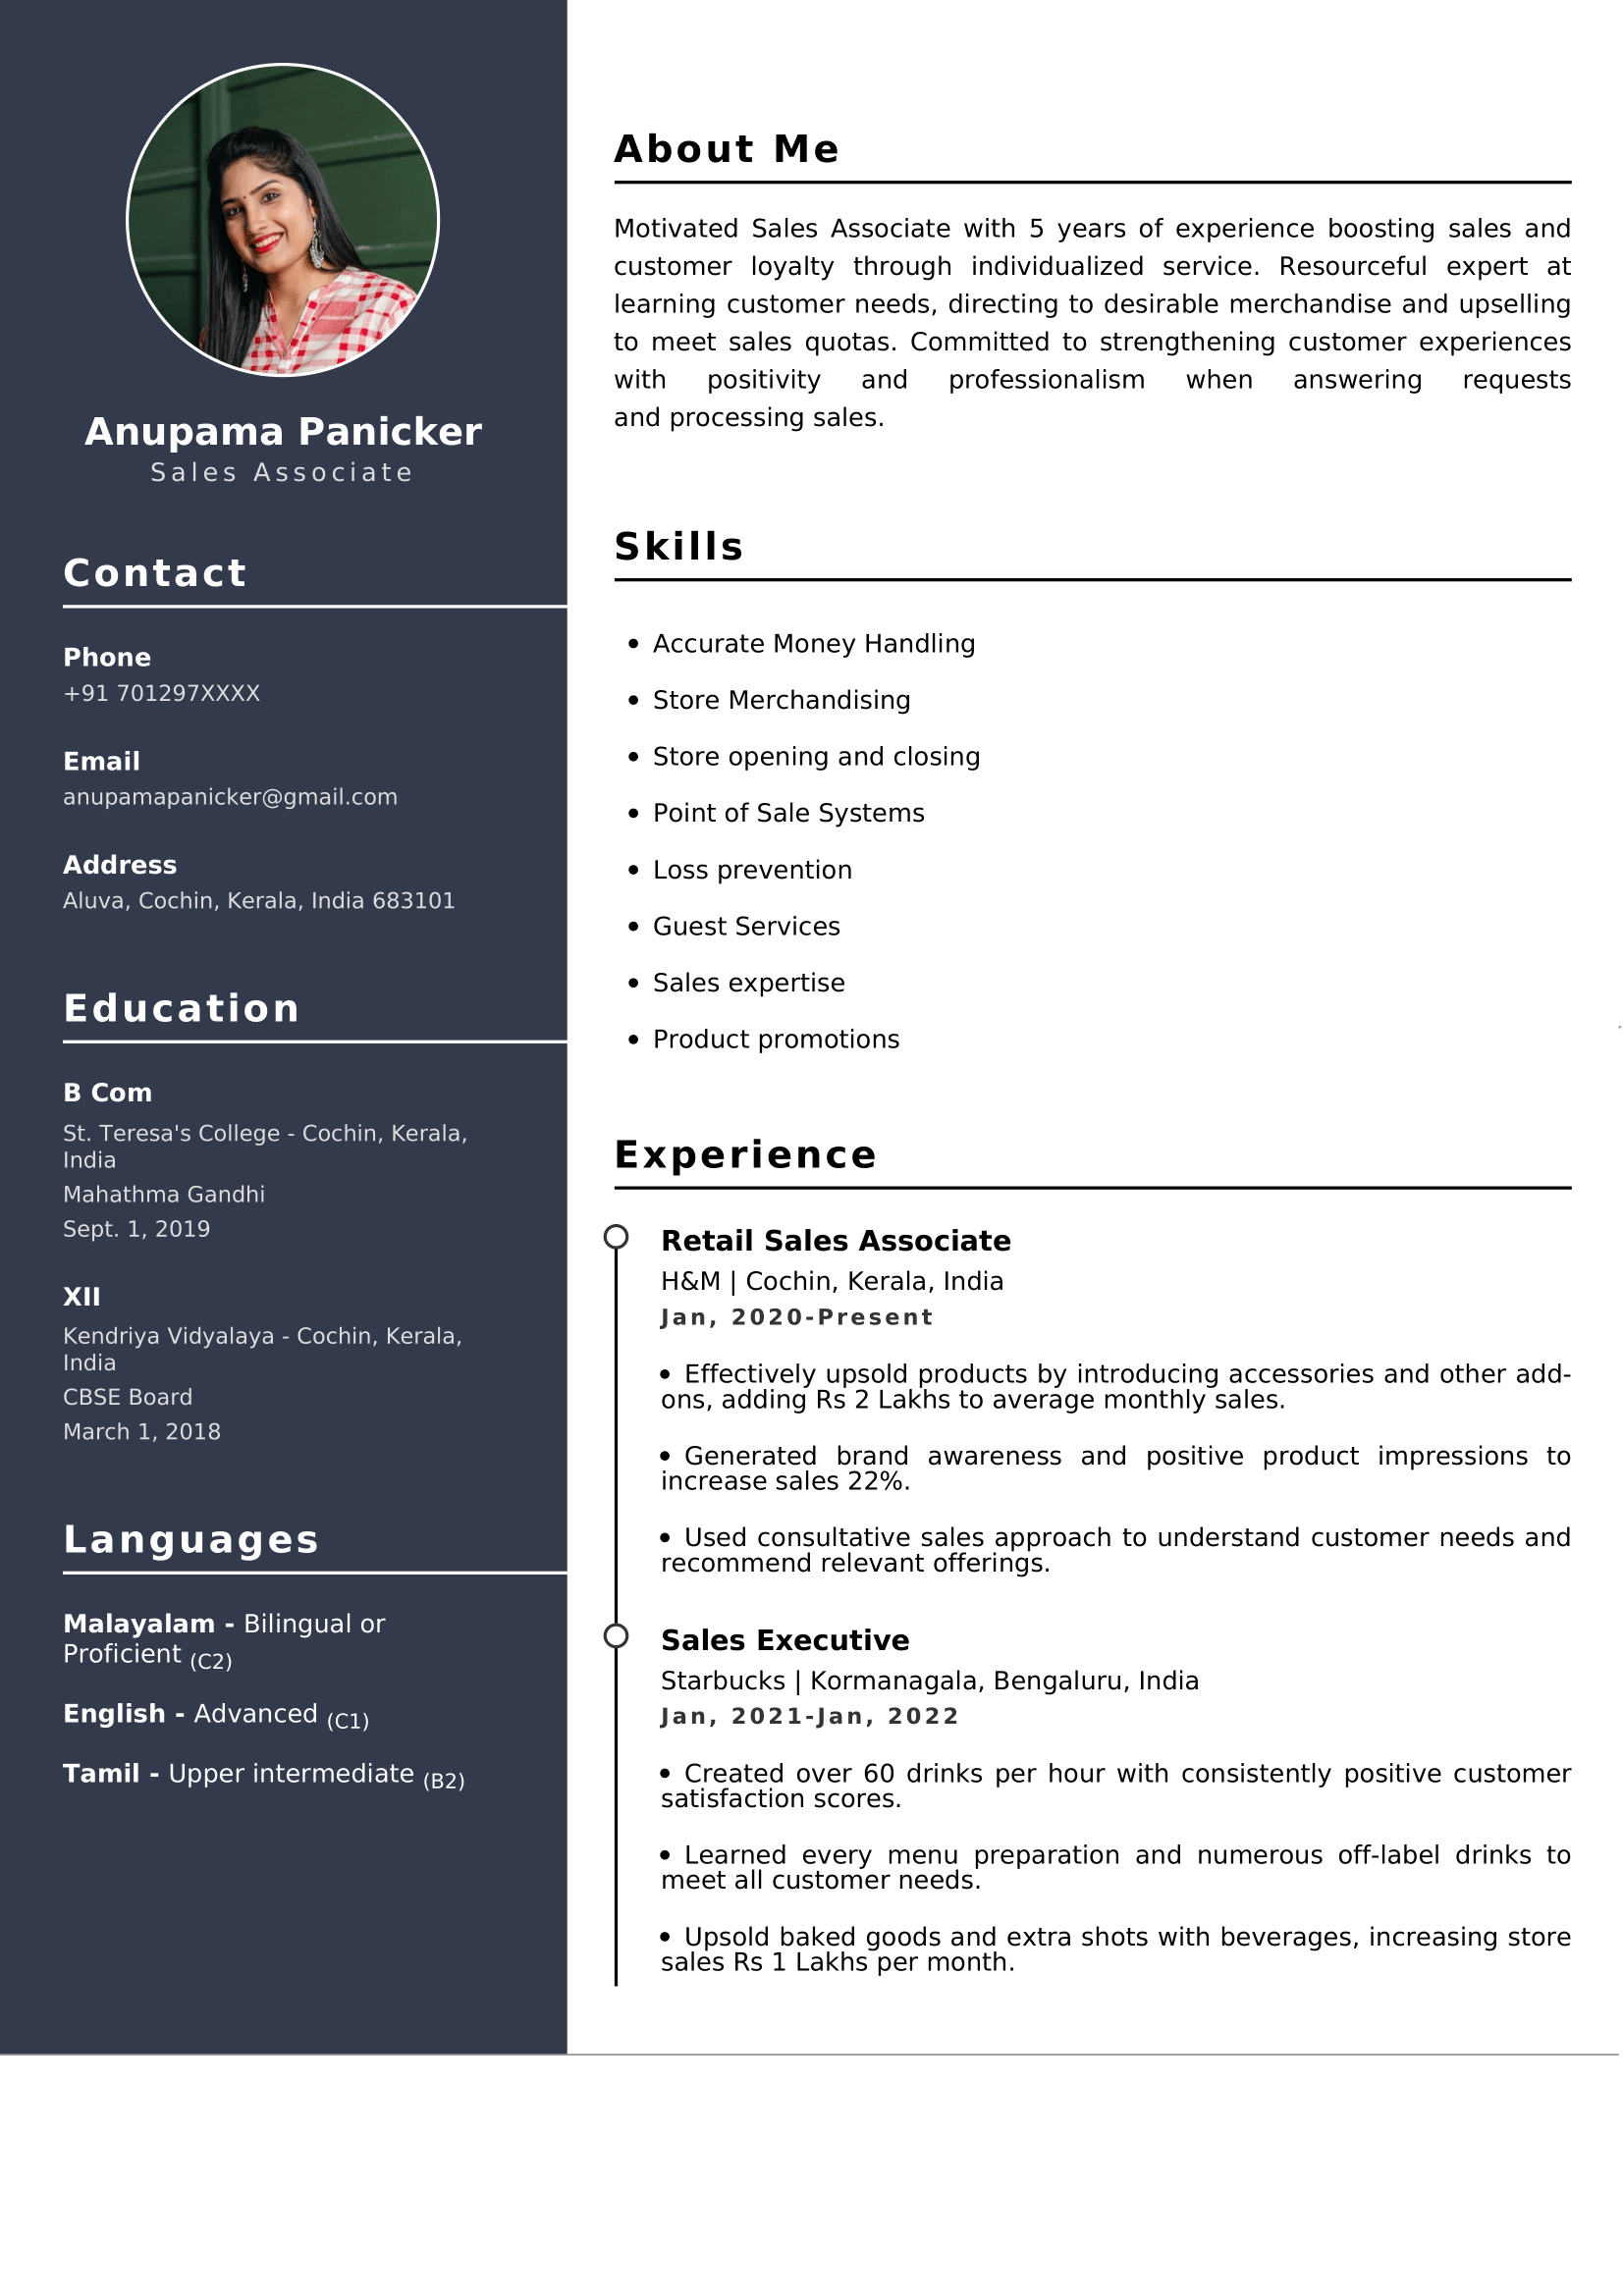 Anupama Panicker
Sales Associate
Contact
Phone
+91 701297XXXX
Email
anupamapanicker@gmail.com
Address
Aluva, Cochin, Kerala, India 683101
Education
B Com
St. Teresa's College - Cochin, Kerala,
India
Mahathma Gandhi
Sept. 1, 2019
XII
Kendriya Vidyalaya - Cochin, Kerala,
India
CBSE Board
March 1, 2018
Languages
Malayalam - Bilingual or
Proficient (C2)
English - Advanced (C1)
Tamil - Upper intermediate (B2)
About Me
Motivated Sales Associate with 5 years of experience boosting sales and
customer loyalty through individualized service. Resourceful expert at
learning customer needs, directing to desirable merchandise and upselling
to meet sales quotas. Committed to strengthening customer experiences
with positivity and professionalism when answering requests
and processing sales.
Skills
• Accurate Money Handling
• Store Merchandising
• Store opening and closing
• Point of Sale Systems
• Loss prevention
• Guest Services
• Sales expertise
• Product promotions
Experience
Retail Sales Associate
H&M | Cochin, Kerala, India
Jan, 2020-Present
• Effectively upsold products by introducing accessories and other add-
ons, adding Rs 2 Lakhs to average monthly sales.
• Generated brand awareness and positive product impressions to
increase sales 22%.
• Used consultative sales approach to understand customer needs and
recommend relevant offerings.
Sales Executive
Starbucks | Kormanagala, Bengaluru, India
Jan, 2021-Jan, 2022
• Created over 60 drinks per hour with consistently positive customer
satisfaction scores.
• Learned every menu preparation and numerous off-label drinks to
meet all customer needs.
• Upsold baked goods and extra shots with beverages, increasing store
sales Rs 1 Lakhs per month.